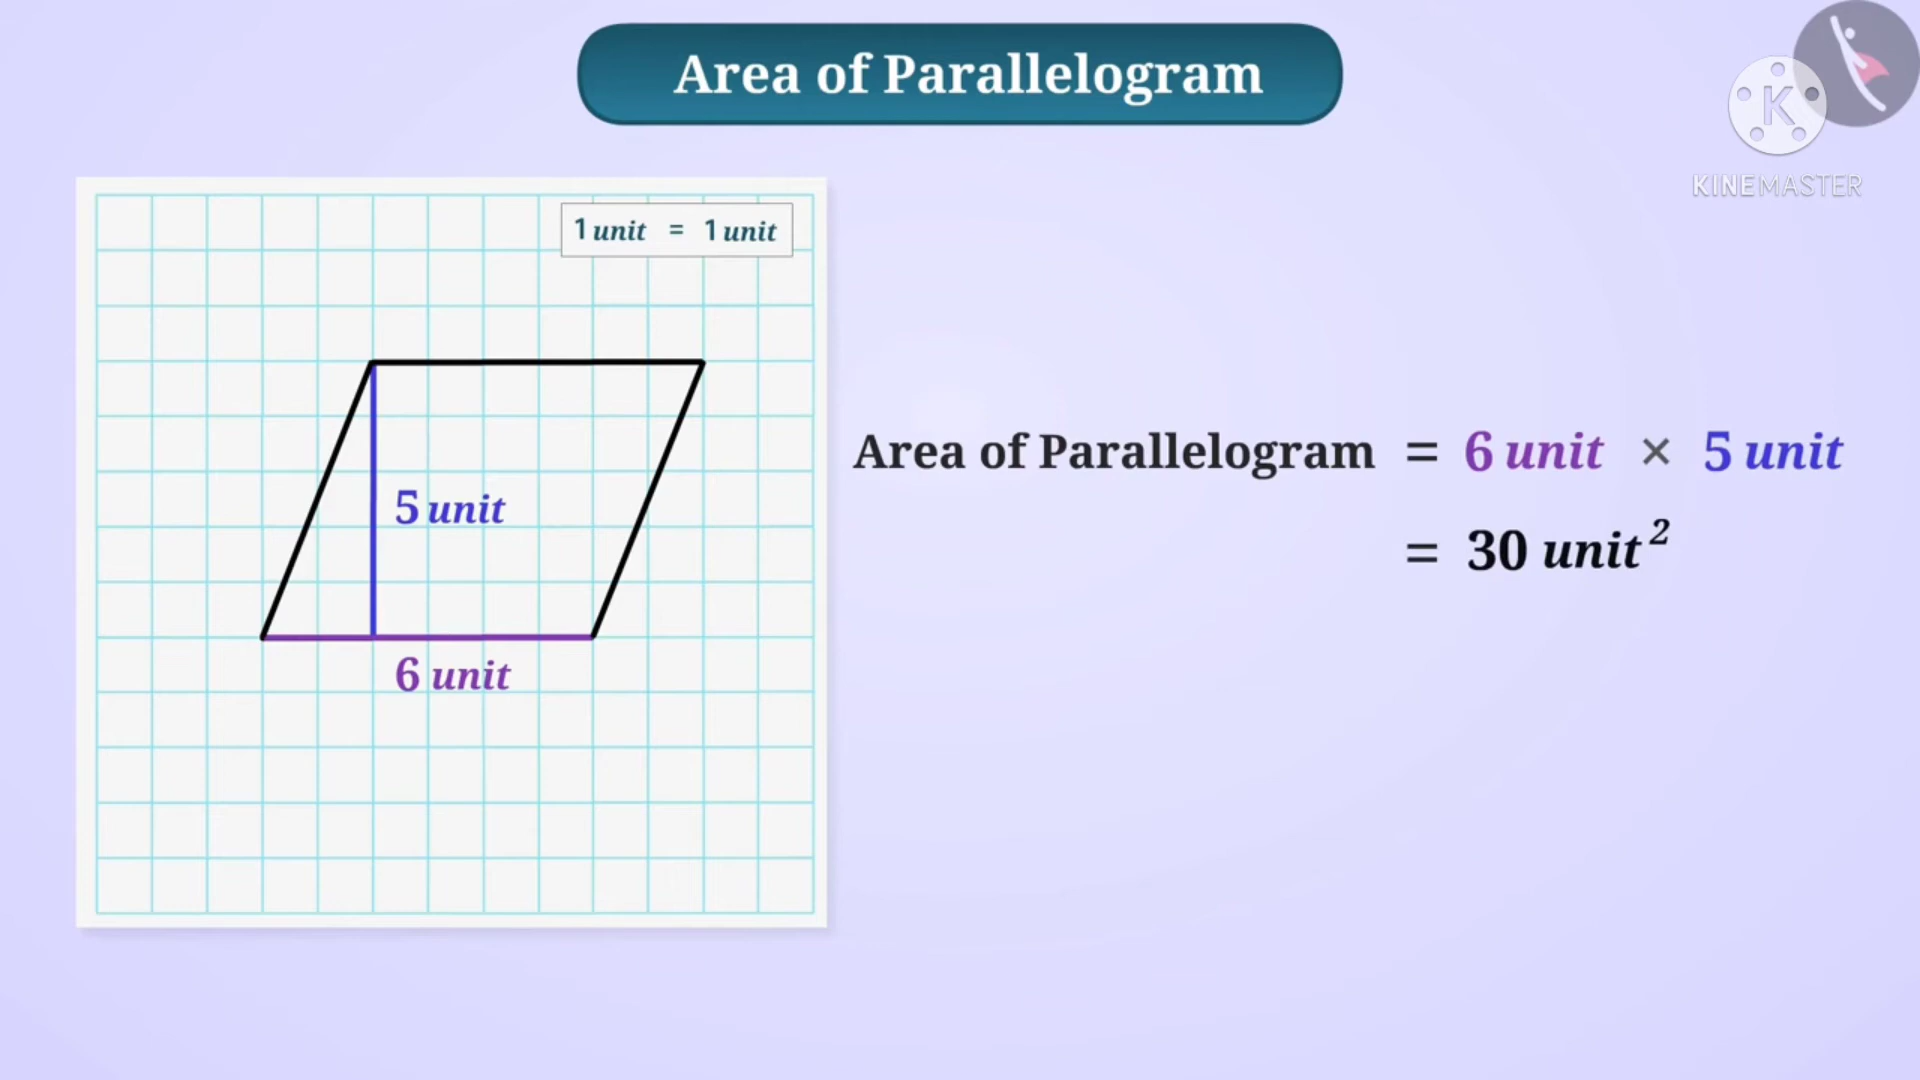 Area of Parallelogram
KINEMASTER
1 unit = 1 unit
5 unit
6 unit
Area of Parallelogram = 6 unit × 5 unit
= 30 unit²